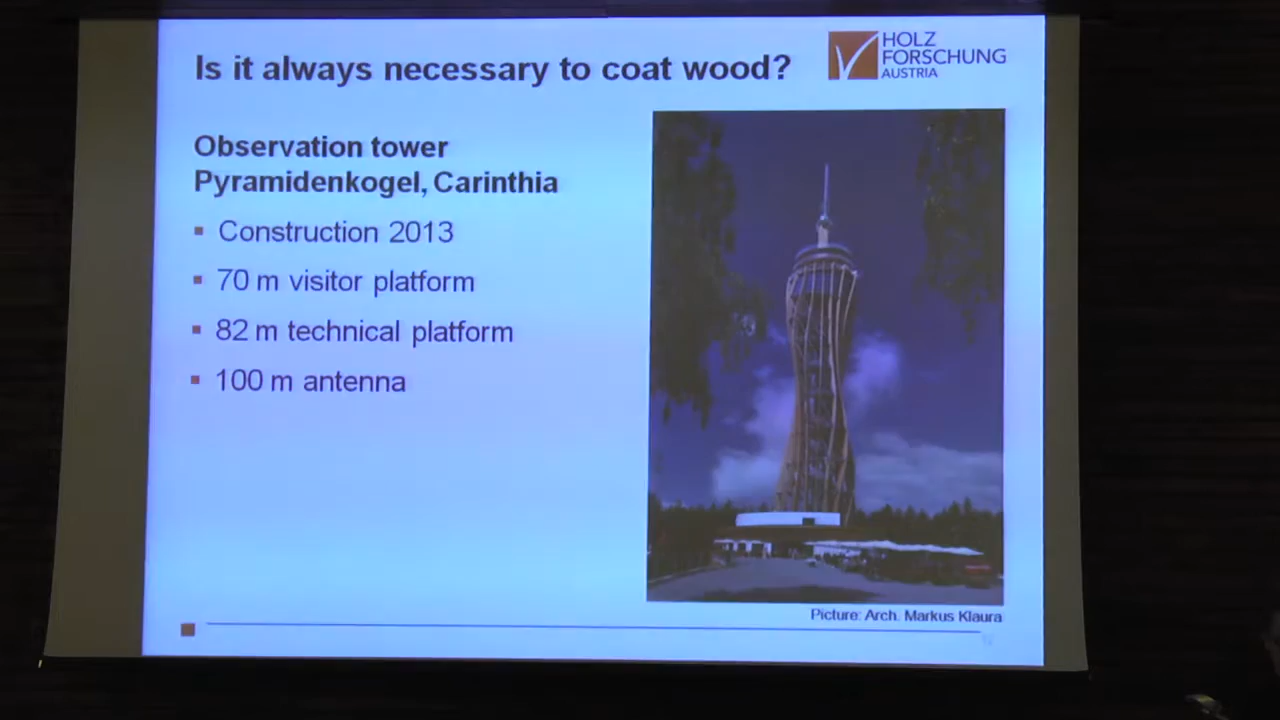 Is it always necessary to coat wood?
HOLZ
FORSCHUNG
AUSTRIA
Observation tower
Pyramidenkogel, Carinthia
Construction 2013
70 m visitor platform
82 m technical platform
100 m antenna
Picture: Arch. Markus Klaura